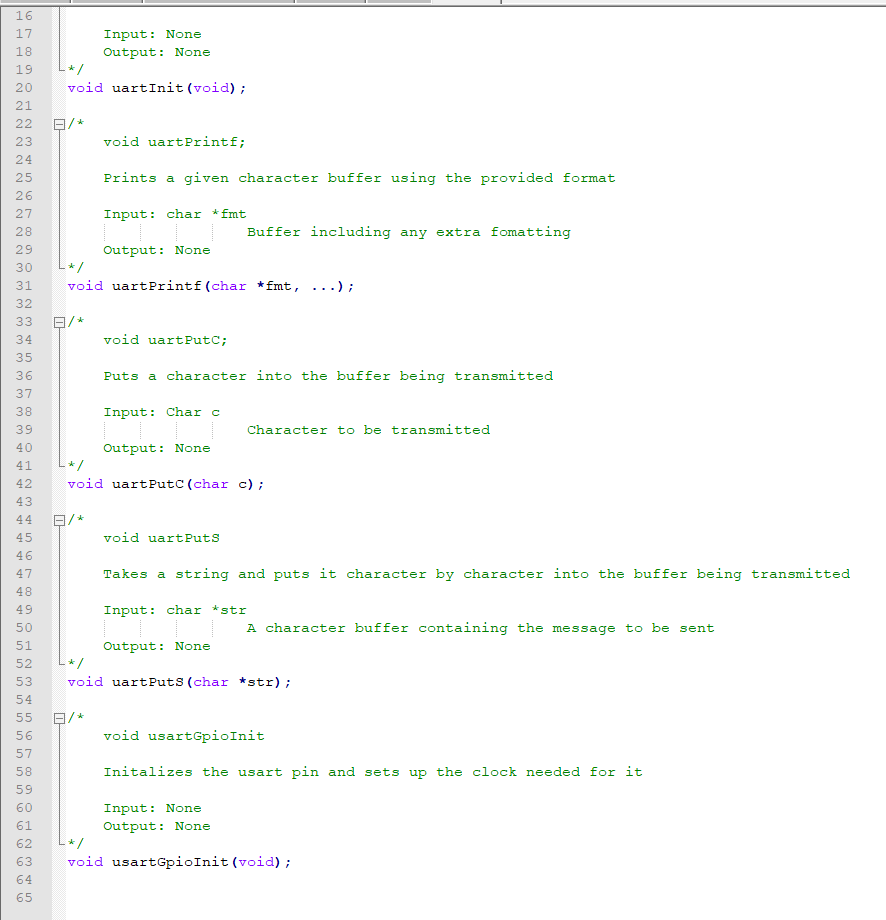 16
17 Input: None
18 Output: None
19 */
20 void uartInit(void);
21
22 /*
23 void uartPrintf;
24
25 Prints a given character buffer using the provided format
26
27 Input: char *fmt
28 Buffer including any extra fomatting
29 Output: None
30 */
31 void uartPrintf(char *fmt, ...);
32
33 /*
34 void uartPutC;
35
36 Puts a character into the buffer being transmitted
37
38 Input: Char c
39 Character to be transmitted
40 Output: None
41 */
42 void uartPutC(char c);
43
44 /*
45 void uartPutS
46
47 Takes a string and puts it character by character into the buffer being transmitted
48
49 Input: char *str
50 A character buffer containing the message to be sent
51 Output: None
52 */
53 void uartPutS(char *str);
54
55 /*
56 void usartGpioInit
57
58 Initalizes the usart pin and sets up the clock needed for it
59
60 Input: None
61 Output: None
62 */
63 void usartGpioInit(void);
64
65